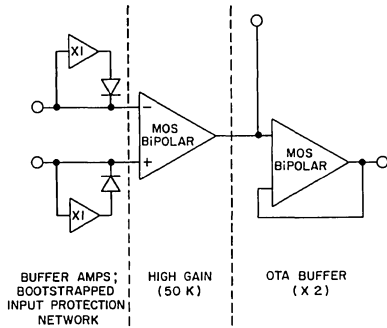 X1
−
MOS
BiPOLAR
+
X1
MOS
BiPOLAR
BUFFER AMPS;
BOOTSTRAPPED
INPUT PROTECTION
NETWORK
HIGH GAIN
(50 K)
OTA BUFFER
(X 2)